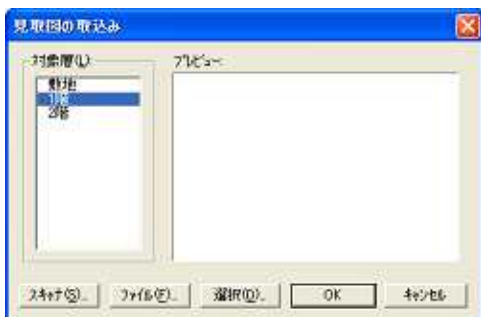 見取図の取込み
対象層(L)
プレビュー
敷地
1階
2階
スキャナ(S)...
ファイル(F)...
選択(D)...
OK
キャンセル